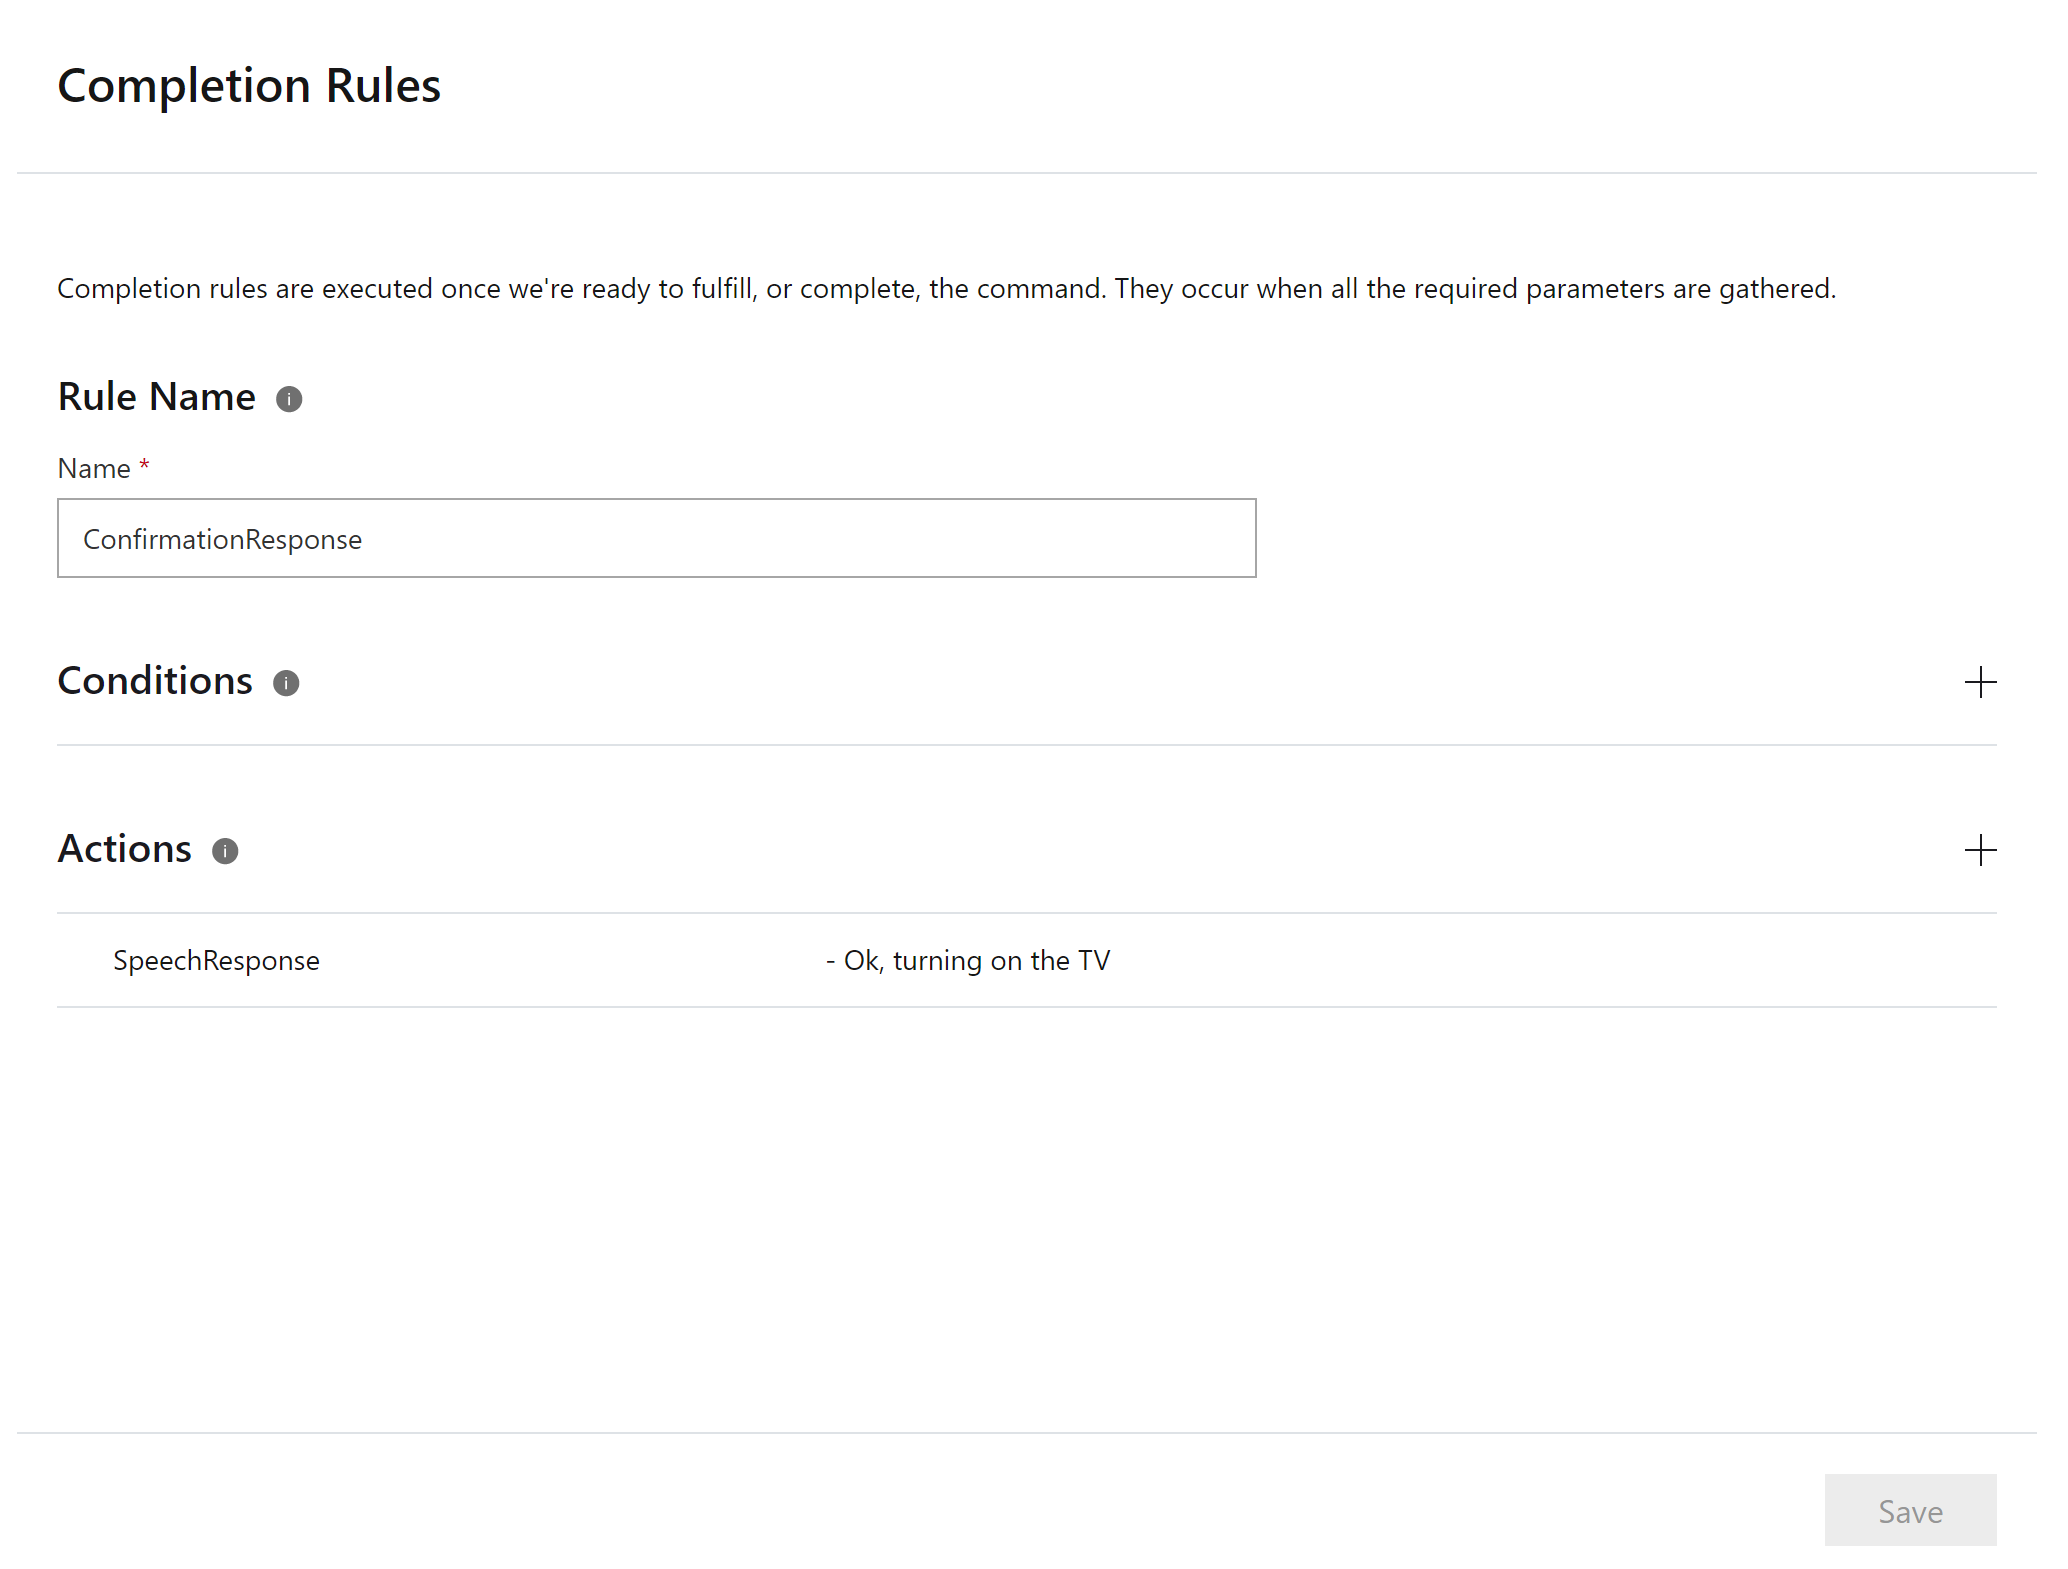 Completion Rules
Completion rules are executed once we're ready to fulfill, or complete, the command. They occur when all the required parameters are gathered.
Rule Name
Name *
ConfirmationResponse
Conditions
Actions
SpeechResponse - Ok, turning on the TV
Save